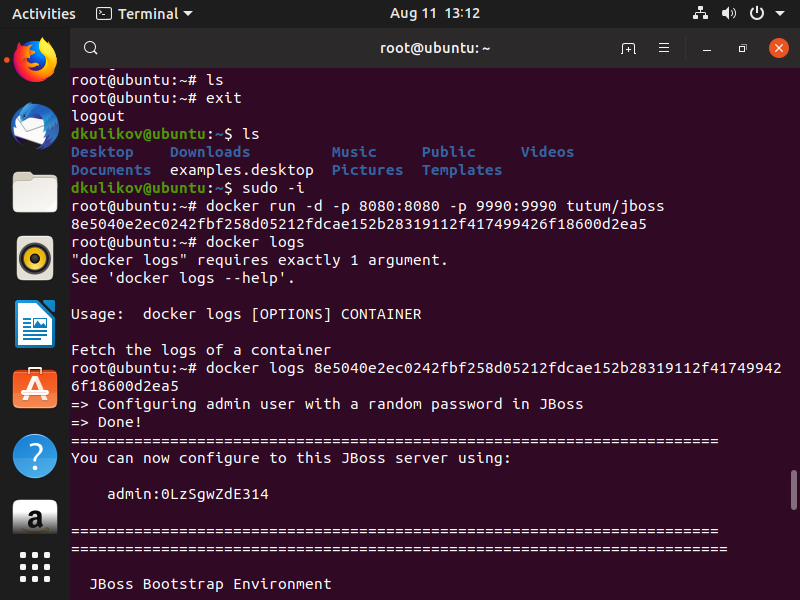 Activities Terminal Aug 11 13:12
root@ubuntu: ~
root@ubuntu:~# ls
root@ubuntu:~# exit
logout
dkulikov@ubuntu:~$ ls
Desktop Downloads Music Public Videos
Documents examples.desktop Pictures Templates
dkulikov@ubuntu:~$ sudo -i
root@ubuntu:~# docker run -d -p 8080:8080 -p 9990:9990 tutum/jboss
8e5040e2ec0242fbf258d05212fdcae152b28319112f417499426f18600d2ea5
root@ubuntu:~# docker logs
"docker logs" requires exactly 1 argument.
See 'docker logs --help'.
Usage:  docker logs [OPTIONS] CONTAINER
Fetch the logs of a container
root@ubuntu:~# docker logs 8e5040e2ec0242fbf258d05212fdcae152b28319112f41749942
6f18600d2ea5
=> Configuring admin user with a random password in JBoss
=> Done!
========================================================================
You can now configure to this JBoss server using:
admin:0LzSgwZdE314
========================================================================
=========================================================================
JBoss Bootstrap Environment